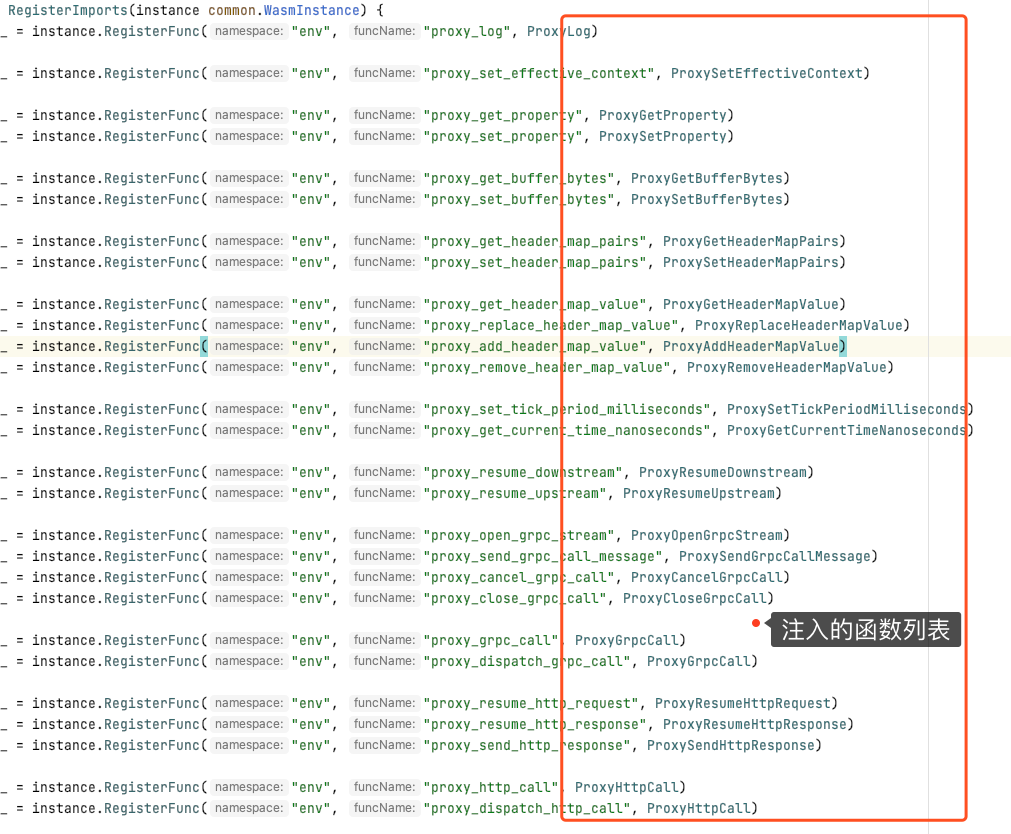 RegisterImports(instance common.WasmInstance) {
_ = instance.RegisterFunc( namespace: "env", funcName: "proxy_log", ProxyLog)
_ = instance.RegisterFunc( namespace: "env", funcName: "proxy_set_effective_context", ProxySetEffectiveContext)
_ = instance.RegisterFunc( namespace: "env", funcName: "proxy_get_property", ProxyGetProperty)
_ = instance.RegisterFunc( namespace: "env", funcName: "proxy_set_property", ProxySetProperty)
_ = instance.RegisterFunc( namespace: "env", funcName: "proxy_get_buffer_bytes", ProxyGetBufferBytes)
_ = instance.RegisterFunc( namespace: "env", funcName: "proxy_set_buffer_bytes", ProxySetBufferBytes)
_ = instance.RegisterFunc( namespace: "env", funcName: "proxy_get_header_map_pairs", ProxyGetHeaderMapPairs)
_ = instance.RegisterFunc( namespace: "env", funcName: "proxy_set_header_map_pairs", ProxySetHeaderMapPairs)
_ = instance.RegisterFunc( namespace: "env", funcName: "proxy_get_header_map_value", ProxyGetHeaderMapValue)
_ = instance.RegisterFunc( namespace: "env", funcName: "proxy_replace_header_map_value", ProxyReplaceHeaderMapValue)
_ = instance.RegisterFunc( namespace: "env", funcName: "proxy_add_header_map_value", ProxyAddHeaderMapValue)
_ = instance.RegisterFunc( namespace: "env", funcName: "proxy_remove_header_map_value", ProxyRemoveHeaderMapValue)
_ = instance.RegisterFunc( namespace: "env", funcName: "proxy_set_tick_period_milliseconds", ProxySetTickPeriodMilliseconds)
_ = instance.RegisterFunc( namespace: "env", funcName: "proxy_get_current_time_nanoseconds", ProxyGetCurrentTimeNanoseconds)
_ = instance.RegisterFunc( namespace: "env", funcName: "proxy_resume_downstream", ProxyResumeDownstream)
_ = instance.RegisterFunc( namespace: "env", funcName: "proxy_resume_upstream", ProxyResumeUpstream)
_ = instance.RegisterFunc( namespace: "env", funcName: "proxy_open_grpc_stream", ProxyOpenGrpcStream)
_ = instance.RegisterFunc( namespace: "env", funcName: "proxy_send_grpc_call_message", ProxySendGrpcCallMessage)
_ = instance.RegisterFunc( namespace: "env", funcName: "proxy_cancel_grpc_call", ProxyCancelGrpcCall)
_ = instance.RegisterFunc( namespace: "env", funcName: "proxy_close_grpc_call", ProxyCloseGrpcCall)
注入的函数列表
_ = instance.RegisterFunc( namespace: "env", funcName: "proxy_grpc_call", ProxyGrpcCall)
_ = instance.RegisterFunc( namespace: "env", funcName: "proxy_dispatch_grpc_call", ProxyGrpcCall)
_ = instance.RegisterFunc( namespace: "env", funcName: "proxy_resume_http_request", ProxyResumeHttpRequest)
_ = instance.RegisterFunc( namespace: "env", funcName: "proxy_resume_http_response", ProxyResumeHttpResponse)
_ = instance.RegisterFunc( namespace: "env", funcName: "proxy_send_http_response", ProxySendHttpResponse)
_ = instance.RegisterFunc( namespace: "env", funcName: "proxy_http_call", ProxyHttpCall)
_ = instance.RegisterFunc( namespace: "env", funcName: "proxy_dispatch_http_call", ProxyHttpCall)